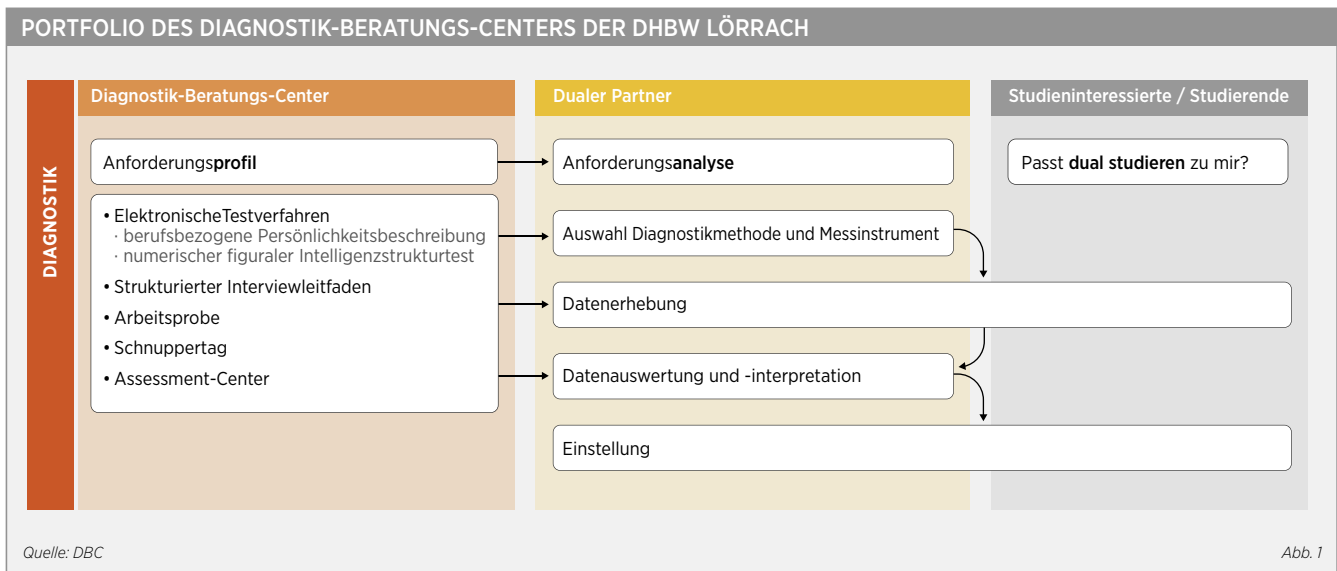 PORTFOLIO DES DIAGNOSTIK-BERATUNGS-CENTERS DER DHBW LÖRRACH
DIAGNOSTIK
Diagnostik-Beratungs-Center
Anforderungsprofil
• ElektronischeTestverfahren
· berufsbezogene Persönlichkeitsbeschreibung
· numerischer figuraler Intelligenzstrukturtest
• Strukturierter Interviewleitfaden
• Arbeitsprobe
• Schnuppertag
• Assessment-Center
Dualer Partner
Anforderungsanalyse
Auswahl Diagnostikmethode und Messinstrument
Datenerhebung
Datenauswertung und -interpretation
Einstellung
Studieninteressierte / Studierende
Passt dual studieren zu mir?
Quelle: DBC
Abb. 1